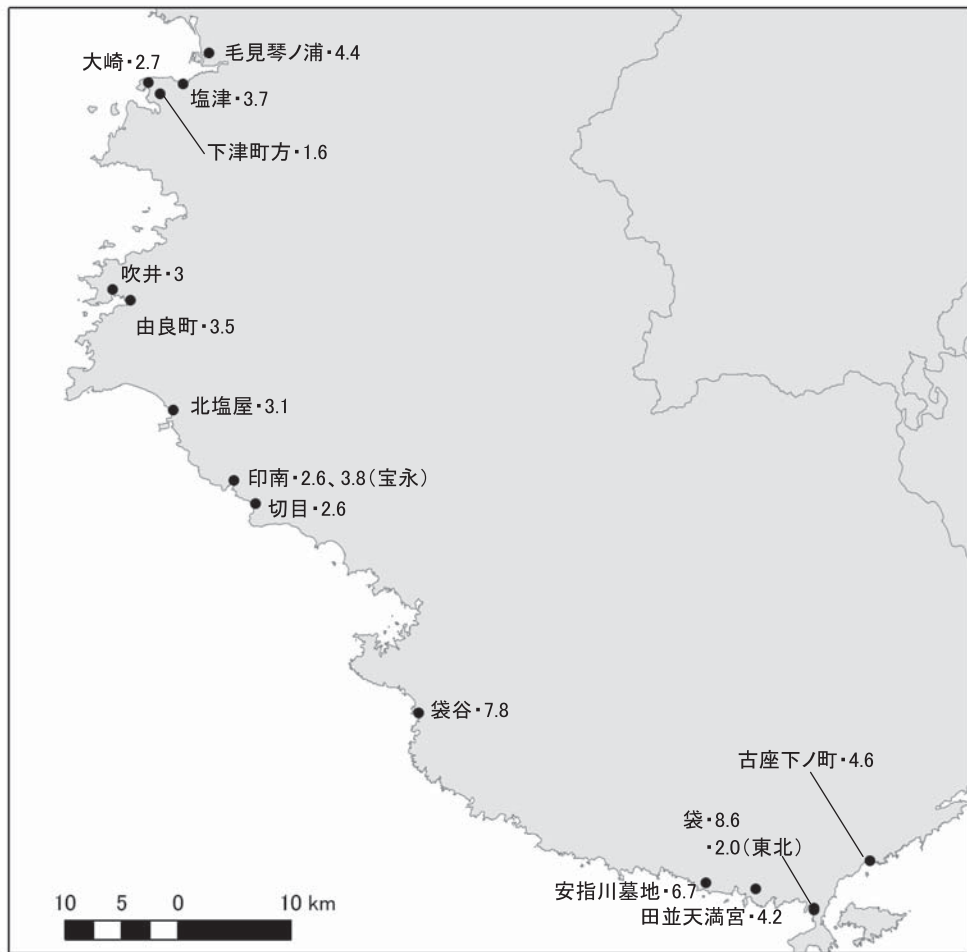 毛見琴ノ浦・4.4
大崎・2.7
塩津・3.7
下津町方・1.6
吹井・3
由良町・3.5
北塩屋・3.1
印南・2.6、3.8(宝永)
切目・2.6
袋谷・7.8
古座下ノ町・4.6
袋・8.6
・2.0(東北)
安指川墓地・6.7
田並天満宮・4.2
10 5 0 10 km